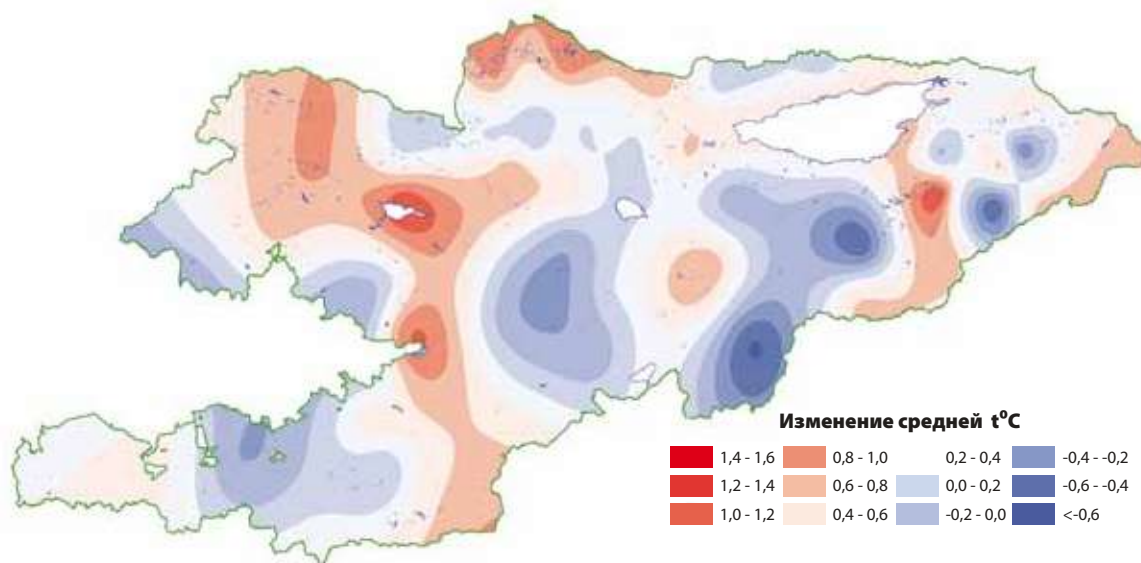 Изменение средней t⁰C
1,4 - 1,6 0,8 - 1,0 0,2 - 0,4 -0,4 - -0,2
1,2 - 1,4 0,6 - 0,8 0,0 - 0,2 -0,6 - -0,4
1,0 - 1,2 0,4 - 0,6 -0,2 - 0,0 <-0,6